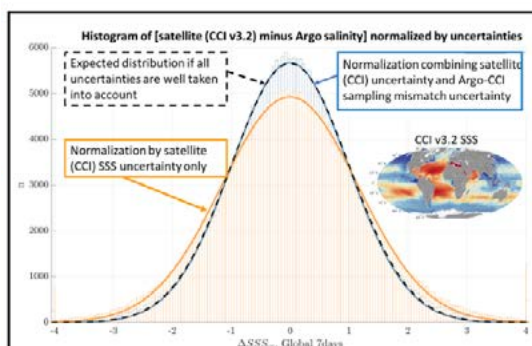 Histogram of [satellite (CCI v3.2) minus Argo salinity] normalized by uncertainties
6000
Expected distribution if all
uncertainties are well taken
into account
Normalization combining satellite
(CCI) uncertainty and Argo-CCI
sampling mismatch uncertainty
5000
CCI v3.2 SSS
4000
Normalization by satellite
(CCI) SSS uncertainty only
3000
n
2000
1000
0
-4 -3 -2 -1 0 1 2 3 4
ΔSSS Global 7days